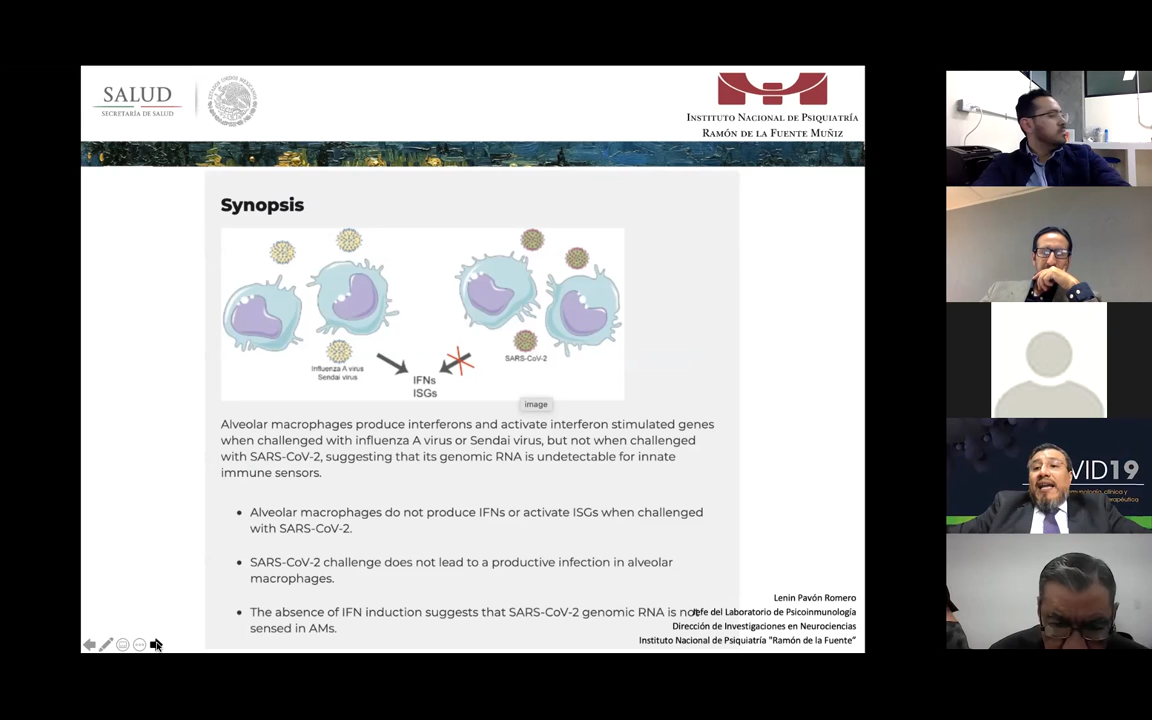 SALUD
SECRETARÍA DE SALUD
INSTITUTO NACIONAL DE PSIQUIATRÍA
RAMÓN DE LA FUENTE MUÑIZ
Synopsis
Influenza A virus
Sendai virus
IFNs
ISGs
SARS-CoV-2
image
Alveolar macrophages produce interferons and activate interferon stimulated genes
when challenged with influenza A virus or Sendai virus, but not when challenged
with SARS-CoV-2, suggesting that its genomic RNA is undetectable for innate
immune sensors.
• Alveolar macrophages do not produce IFNs or activate ISGs when challenged
with SARS-CoV-2.
• SARS-CoV-2 challenge does not lead to a productive infection in alveolar
macrophages.
• The absence of IFN induction suggests that SARS-CoV-2 genomic RNA is not
sensed in AMs.
Lenin Pavón Romero
Jefe del Laboratorio de Psicoinmunología
Dirección de Investigaciones en Neurociencias
Instituto Nacional de Psiquiatría "Ramón de la Fuente"
VID19
clínica y